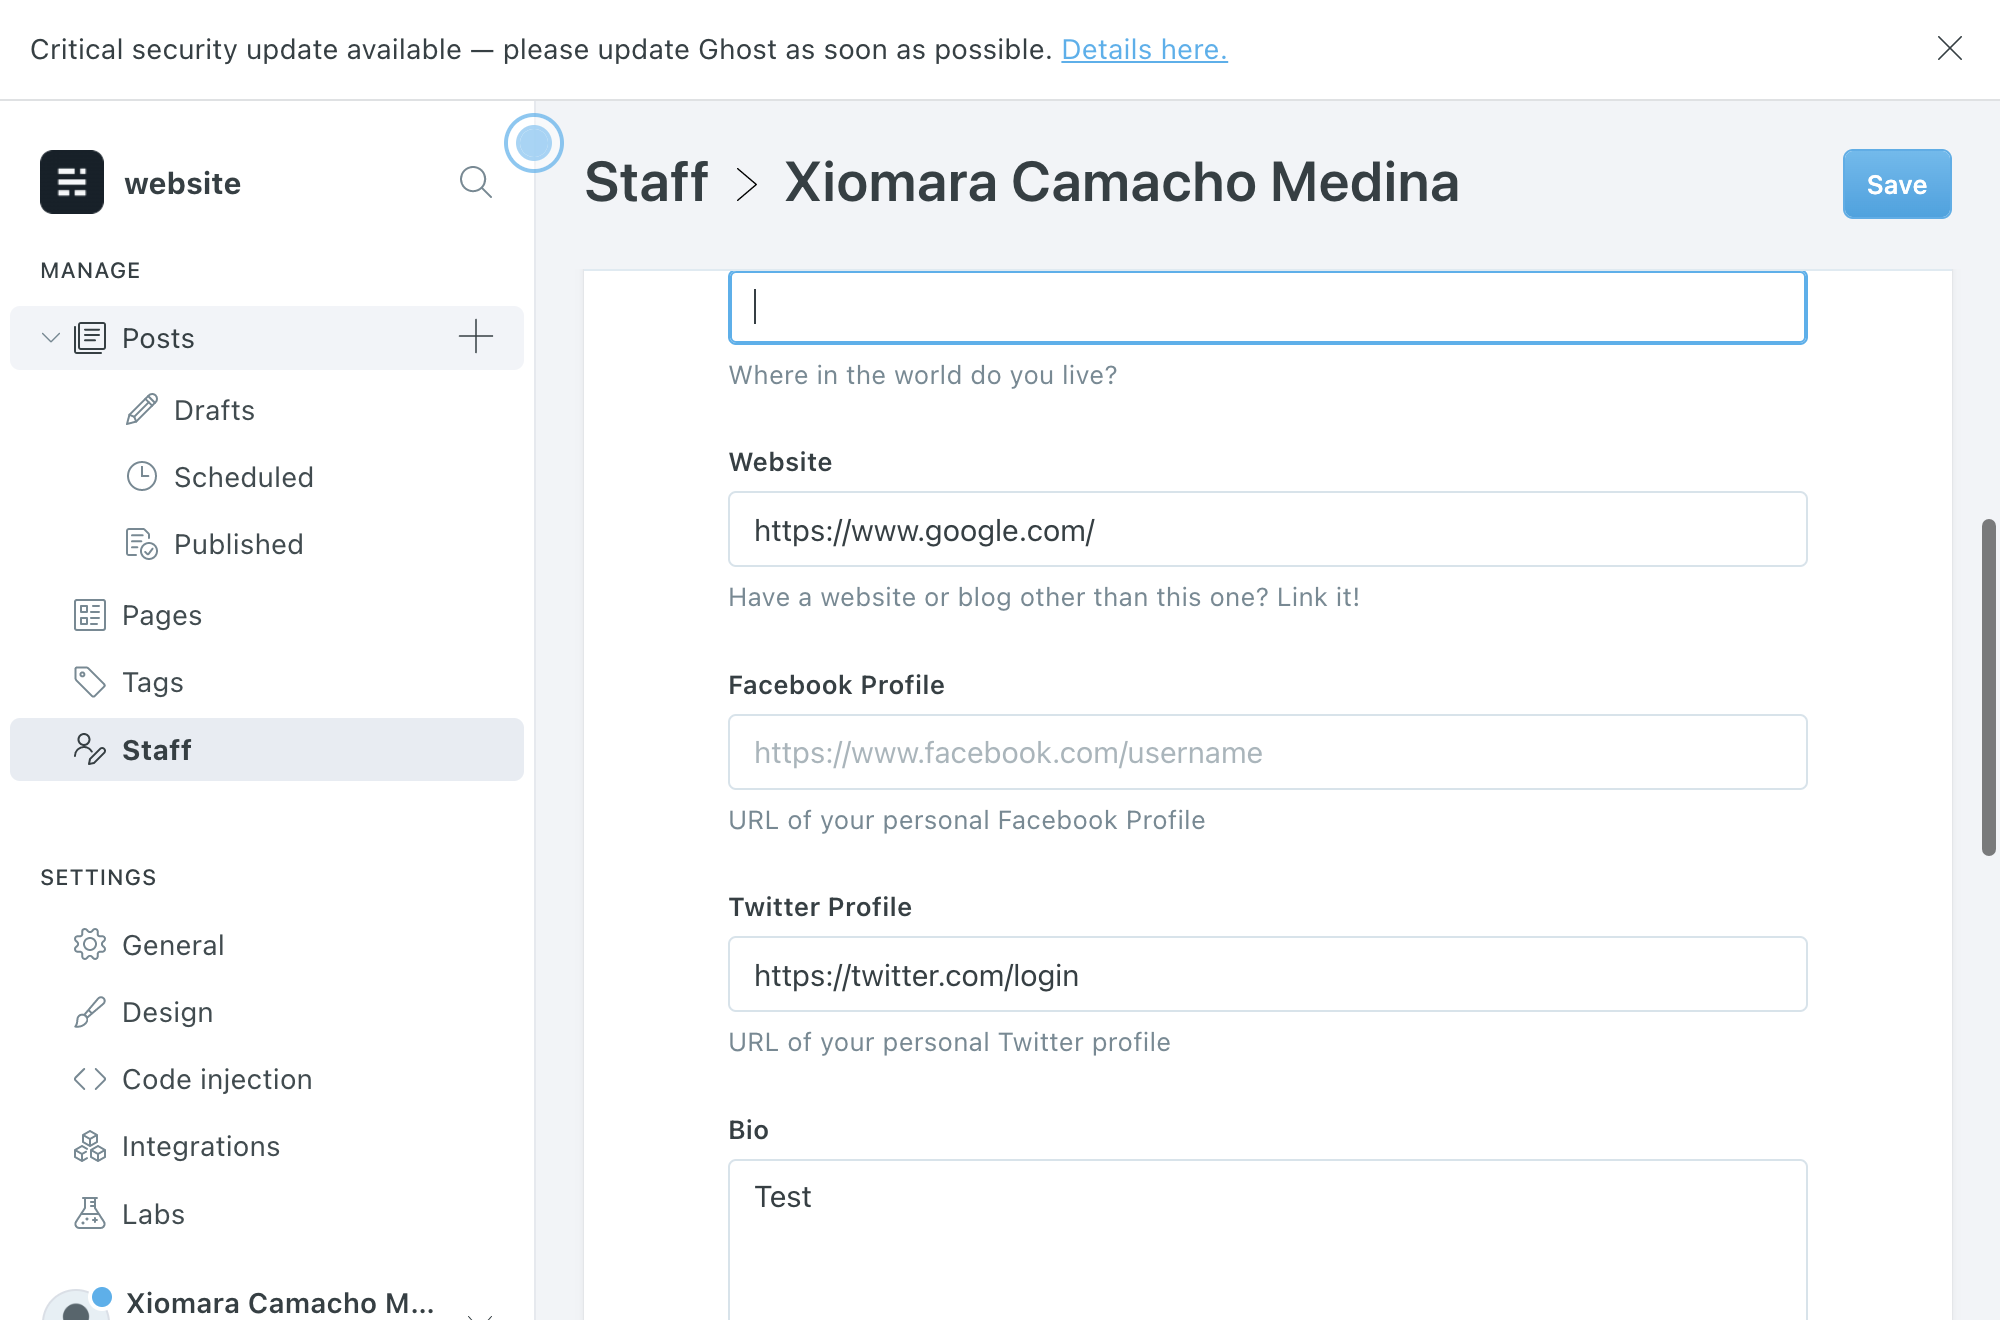 Critical security update available — please update Ghost as soon as possible. Details here.
website
MANAGE
Posts
Drafts
Scheduled
Published
Pages
Tags
Staff
SETTINGS
General
Design
Code injection
Integrations
Labs
Xiomara Camacho M...
Staff > Xiomara Camacho Medina
Save
Where in the world do you live?
Website
https://www.google.com/
Have a website or blog other than this one? Link it!
Facebook Profile
https://www.facebook.com/username
URL of your personal Facebook Profile
Twitter Profile
https://twitter.com/login
URL of your personal Twitter profile
Bio
Test